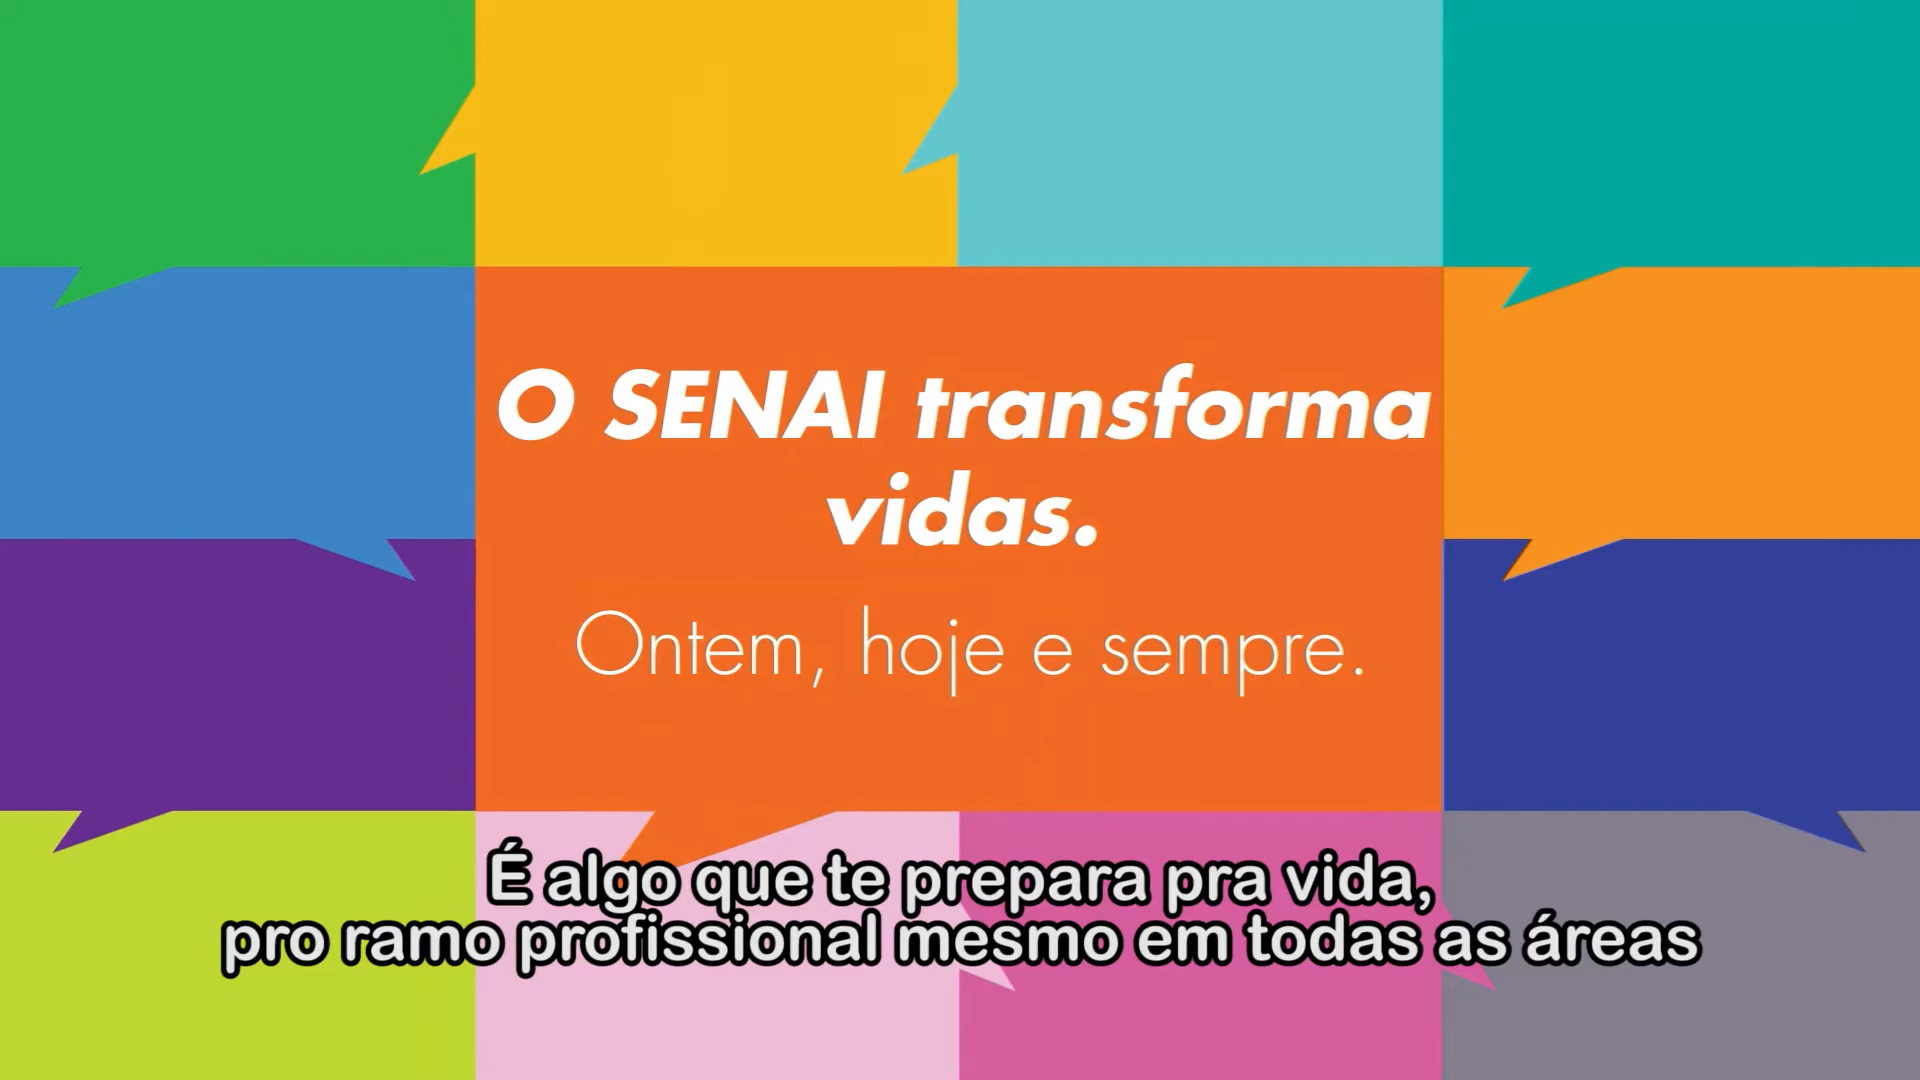 O SENAI transforma
vidas.
Ontem, hoje e sempre.
É algo que te prepara pra vida,
pro ramo profissional mesmo em todas as áreas